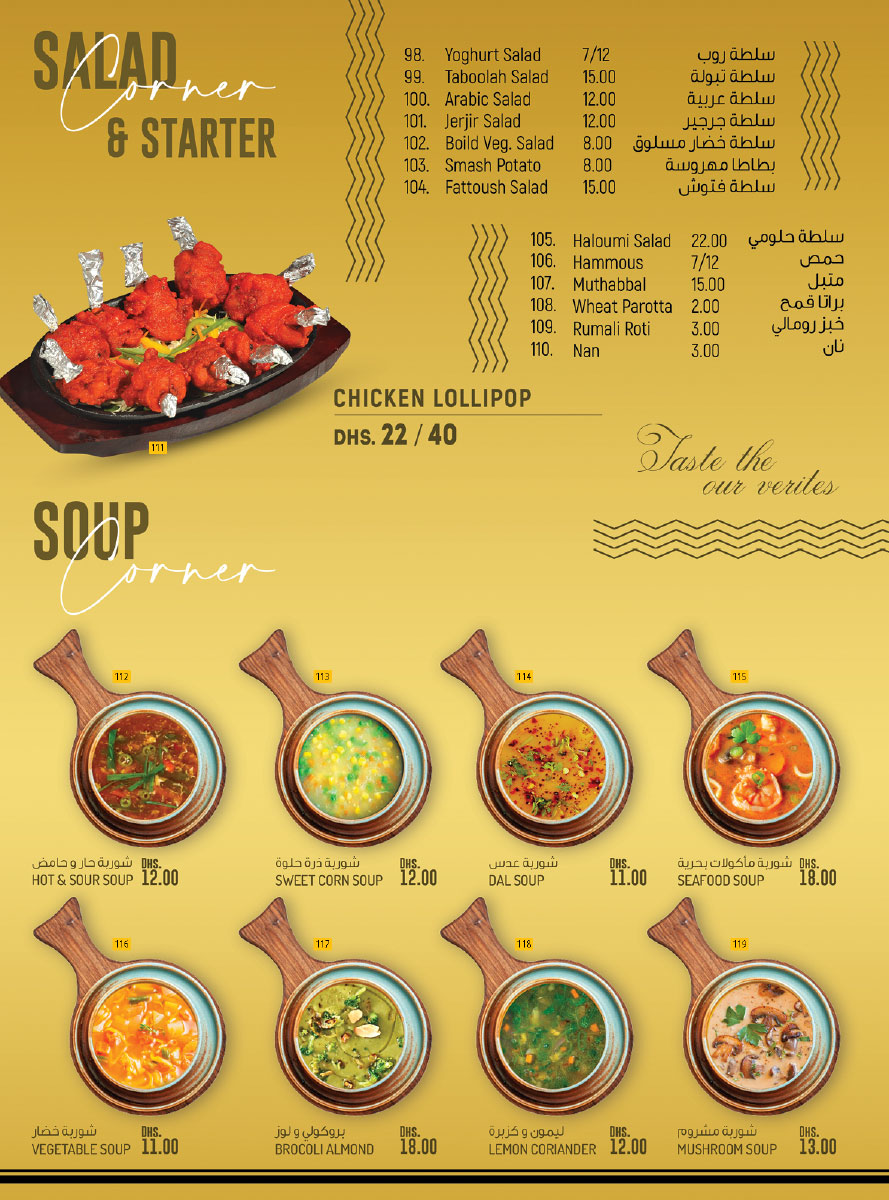 SALAD
Corner
& STARTER
98. Yoghurt Salad 7/12 سلطة روب
99. Taboolah Salad 15.00 سلطة تبولة
100. Arabic Salad 12.00 سلطة عربية
101. Jerjir Salad 12.00 سلطة جرجير
102. Boild Veg. Salad 8.00 سلطة خضار مسلوق
103. Smash Potato 8.00 بطاطا مهروسة
104. Fattoush Salad 15.00 سلطة فتوش
105. Haloumi Salad 22.00 سلطة حلومي
106. Hammous 7/12 حمص
107. Muthabbal 15.00 متبل
108. Wheat Parotta 2.00 براتا قمح
109. Rumali Roti 3.00 خبز رومالي
110. Nan 3.00 نان
CHICKEN LOLLIPOP
DHS. 22 / 40
111
Taste the
our verites
SOUP
Corner
112
شوربة حار و حامض DHS.
HOT & SOUR SOUP 12.00
113
شوربة ذرة حلوة DHS.
SWEET CORN SOUP 12.00
114
شوربة عدس DHS.
DAL SOUP 11.00
115
شوربة مأكولات بحرية DHS.
SEAFOOD SOUP 18.00
116
شوربة خضار DHS.
VEGETABLE SOUP 11.00
117
بروكولي و لوز DHS.
BROCOLI ALMOND 18.00
118
ليمون و كزبرة DHS.
LEMON CORIANDER 12.00
119
شوربة مشروم DHS.
MUSHROOM SOUP 13.00